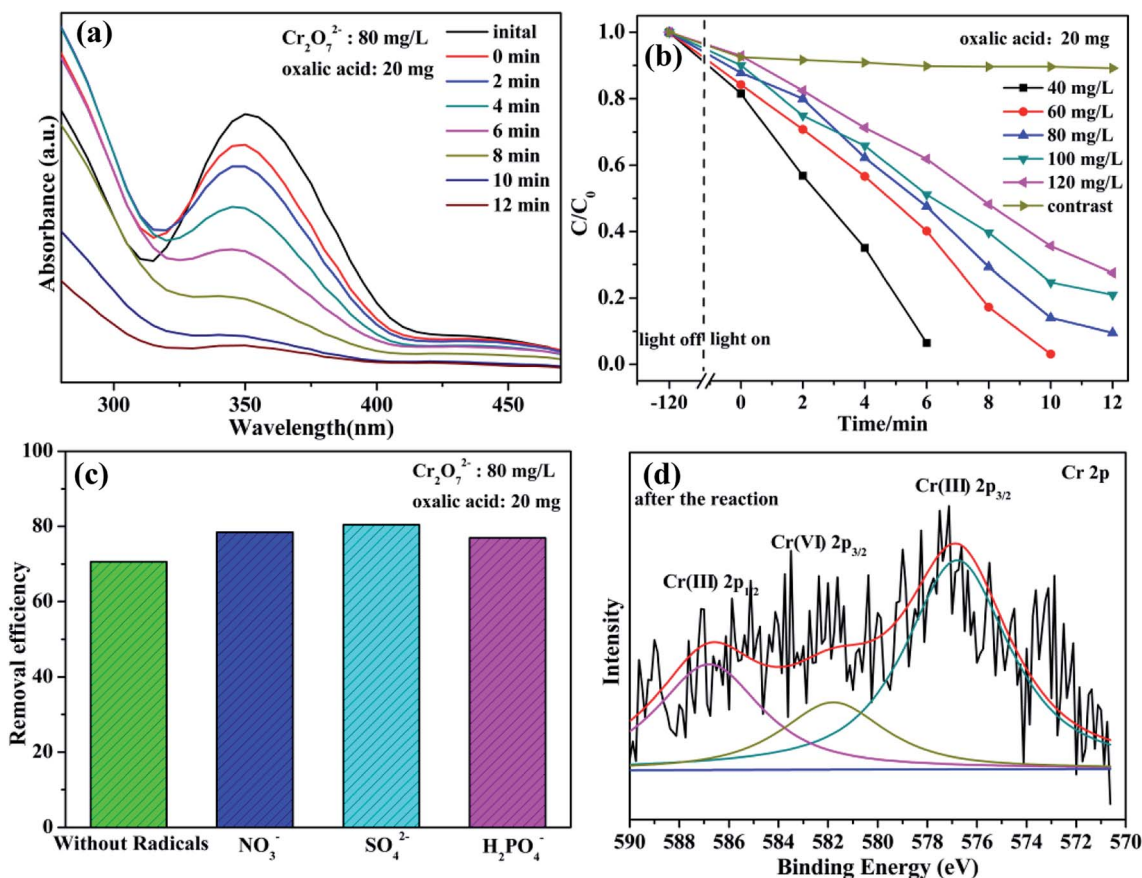 (a)
Cr₂O₇²⁻ : 80 mg/L
oxalic acid: 20 mg
inital
0 min
2 min
4 min
6 min
8 min
10 min
12 min
Absorbance (a.u.)
300 350 400 450
Wavelength(nm)
(b)
oxalic acid: 20 mg
40 mg/L
60 mg/L
80 mg/L
100 mg/L
120 mg/L
contrast
C/C₀
1.0
0.8
0.6
0.4
0.2
0.0
light off light on
-120 0 2 4 6 8 10 12
Time/min
(c)
Cr₂O₇²⁻ : 80 mg/L
oxalic acid: 20 mg
Removal efficiency
100
80
60
40
20
0
Without Radicals NO₃⁻ SO₄²⁻ H₂PO₄⁻
(d)
Cr 2p
after the reaction
Cr(III) 2p₃/₂
Cr(VI) 2p₃/₂
Cr(III) 2p₁/₂
Intensity
590 588 586 584 582 580 578 576 574 572 570
Binding Energy (eV)